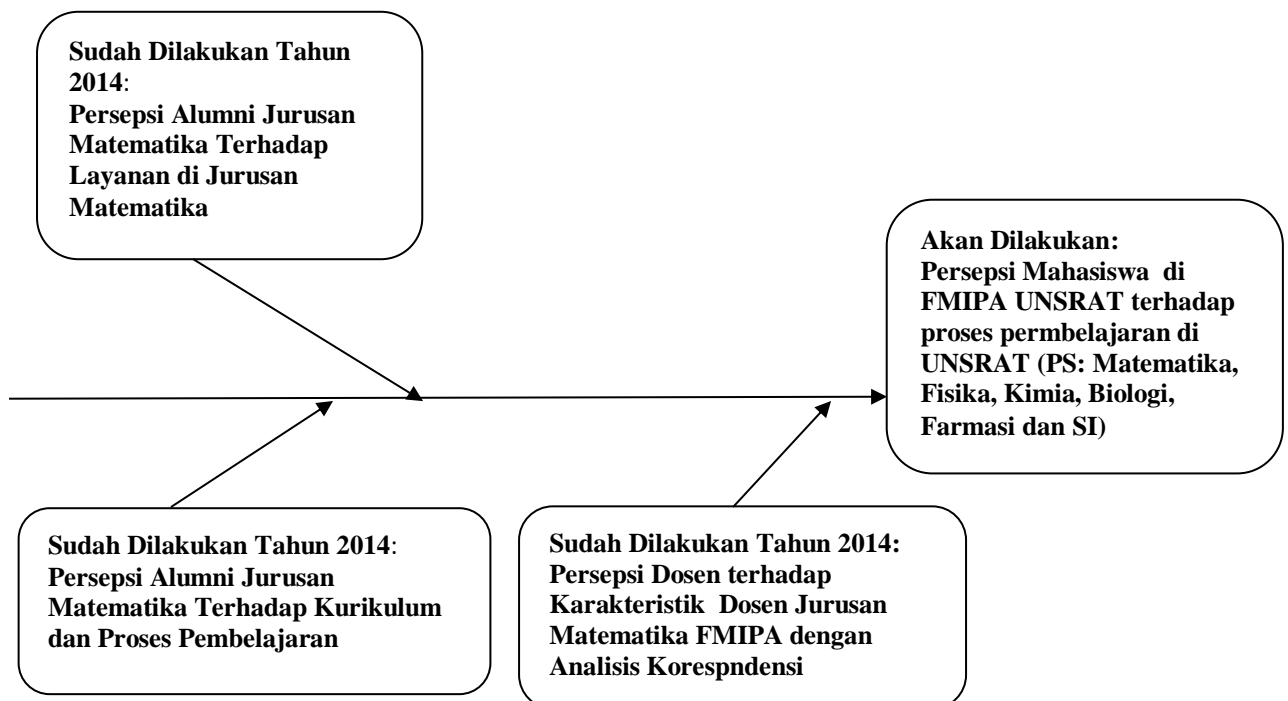 Sudah Dilakukan Tahun
2014:
Persepsi Alumni Jurusan
Matematika Terhadap
Layanan di Jurusan
Matematika
Akan Dilakukan:
Persepsi Mahasiswa di
FMIPA UNSRAT terhadap
proses permbelajaran di
UNSRAT (PS: Matematika,
Fisika, Kimia, Biologi,
Farmasi dan SI)
Sudah Dilakukan Tahun 2014:
Persepsi Alumni Jurusan
Matematika Terhadap Kurikulum
dan Proses Pembelajaran
Sudah Dilakukan Tahun 2014:
Persepsi Dosen terhadap
Karakteristik Dosen Jurusan
Matematika FMIPA dengan
Analisis Korespndensi